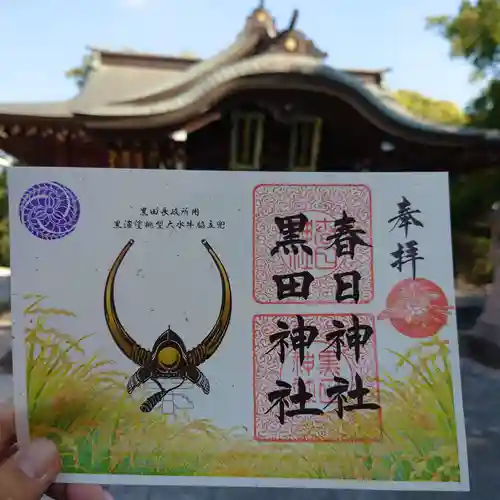 奉拝
春日神社
黒田神社
黒田長政所用
黒漆塗桃型大水牛脇立兜